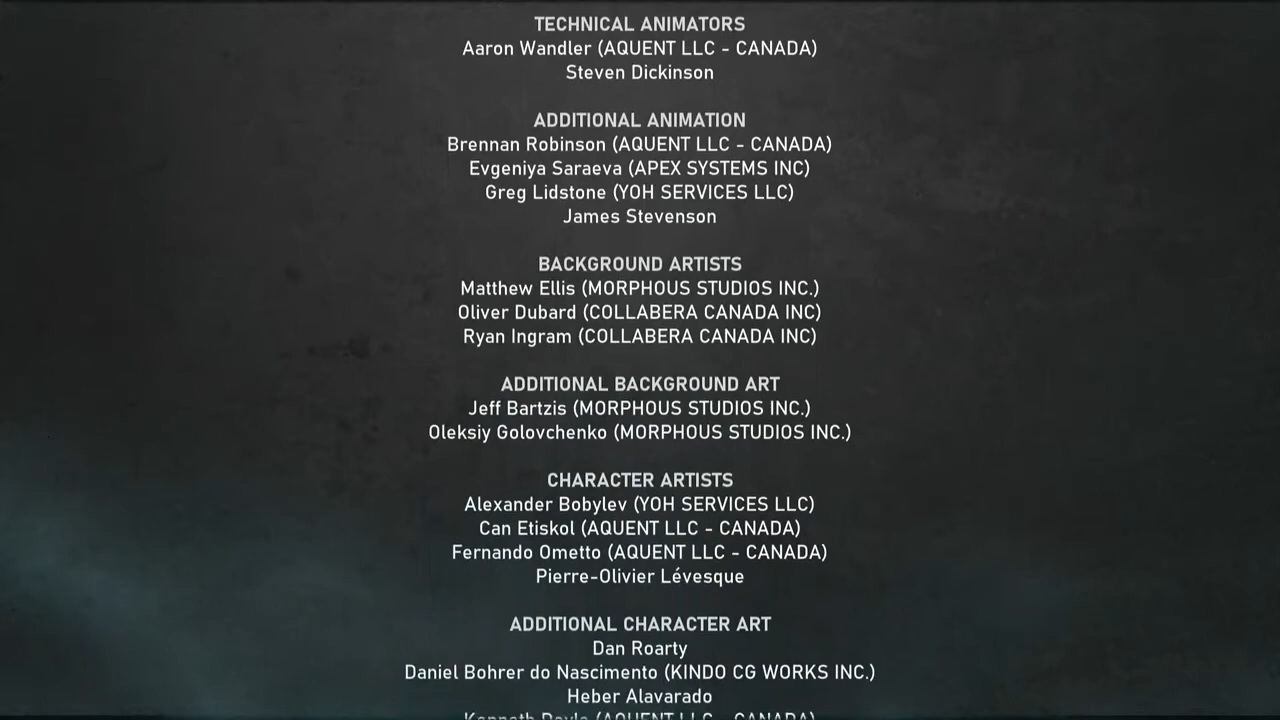 TECHNICAL ANIMATORS
Aaron Wandler (AQUENT LLC - CANADA)
Steven Dickinson
ADDITIONAL ANIMATION
Brennan Robinson (AQUENT LLC - CANADA)
Evgeniya Saraeva (APEX SYSTEMS INC)
Greg Lidstone (YOH SERVICES LLC)
James Stevenson
BACKGROUND ARTISTS
Matthew Ellis (MORPHOUS STUDIOS INC.)
Oliver Dubard (COLLABERA CANADA INC)
Ryan Ingram (COLLABERA CANADA INC)
ADDITIONAL BACKGROUND ART
Jeff Bartzis (MORPHOUS STUDIOS INC.)
Oleksiy Golovchenko (MORPHOUS STUDIOS INC.)
CHARACTER ARTISTS
Alexander Bobylev (YOH SERVICES LLC)
Can Etiskol (AQUENT LLC - CANADA)
Fernando Ometto (AQUENT LLC - CANADA)
Pierre-Olivier Lévesque
ADDITIONAL CHARACTER ART
Dan Roarty
Daniel Bohrer do Nascimento (KINDO CG WORKS INC.)
Heber Alavarado
(AQUENT LLC - CANADA)